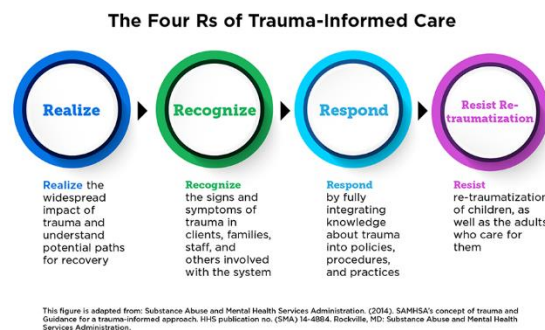 The Four Rs of Trauma-Informed Care
Realize
Recognize
Respond
Resist Re-
traumatization
Realize the
widespread
impact of
trauma and
understand
potential paths
for recovery
Recognize
the signs and
symptoms of
trauma in
clients, families,
staff, and
others involved
with the system
Respond
by fully
integrating
knowledge
about trauma
into policies,
procedures,
and practices
Resist
re-traumatization
of children, as
well as the adults
who care for
them
This figure is adapted from: Substance Abuse and Mental Health Services Administration. (2014). SAMHSA's concept of trauma and
Guidance for a trauma-informed approach. HHS publication no. (SMA) 14-4884. Rockville, MD: Substance Abuse and Mental Health
Services Administration.